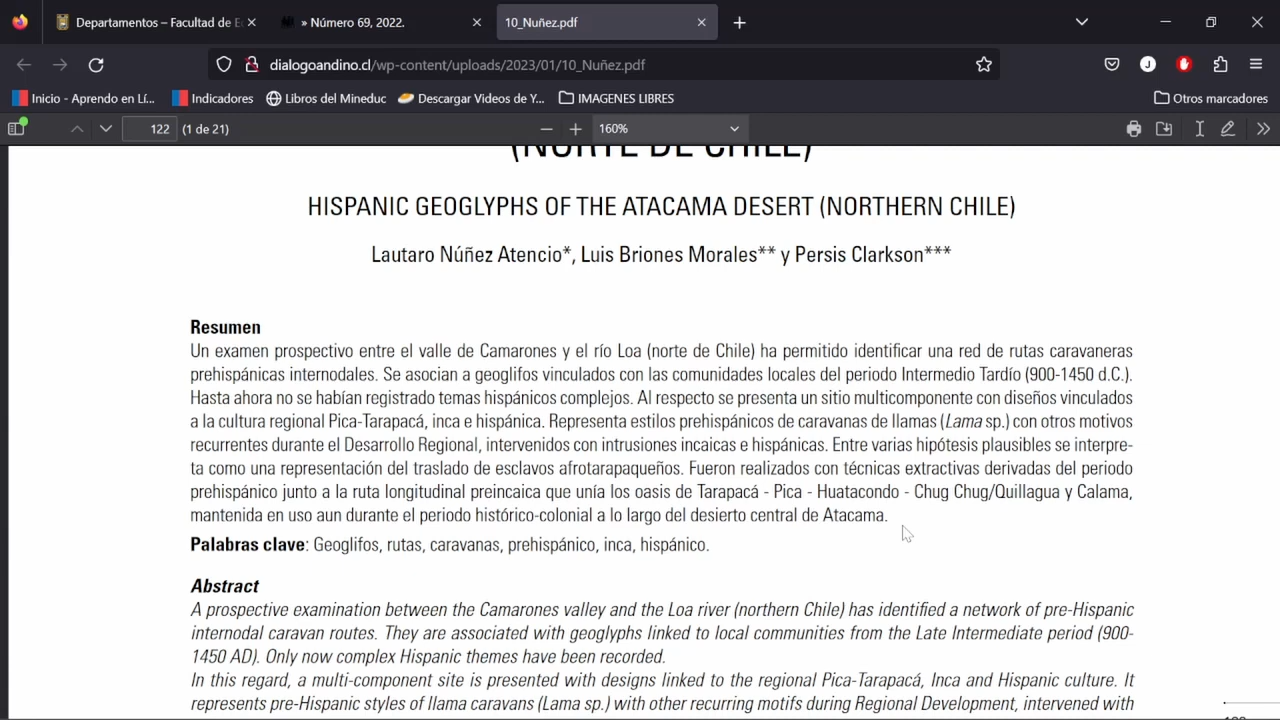 Departamentos – Facultad de E
» Número 69, 2022.
10_Nuñez.pdf
dialogoandino.cl/wp-content/uploads/2023/01/10_Nuñez.pdf
J
Inicio - Aprendo en Lí...
Indicadores
Libros del Mineduc
Descargar Videos de Y...
IMAGENES LIBRES
Otros marcadores
122 (1 de 21)
160%
(NORTE DE CHILE)
HISPANIC GEOGLYPHS OF THE ATACAMA DESERT (NORTHERN CHILE)
Lautaro Núñez Atencio*, Luis Briones Morales** y Persis Clarkson***
Resumen
Un examen prospectivo entre el valle de Camarones y el río Loa (norte de Chile) ha permitido identificar una red de rutas caravaneras
prehispánicas internodales. Se asocian a geoglifos vinculados con las comunidades locales del periodo Intermedio Tardío (900-1450 d.C.).
Hasta ahora no se habían registrado temas hispánicos complejos. Al respecto se presenta un sitio multicomponente con diseños vinculados
a la cultura regional Pica-Tarapacá, inca e hispánica. Representa estilos prehispánicos de caravanas de llamas (Lama sp.) con otros motivos
recurrentes durante el Desarrollo Regional, intervenidos con intrusiones incaicas e hispánicas. Entre varias hipótesis plausibles se interpre-
ta como una representación del traslado de esclavos afrotarapaqueños. Fueron realizados con técnicas extractivas derivadas del periodo
prehispánico junto a la ruta longitudinal preincaica que unía los oasis de Tarapacá - Pica - Huatacondo - Chug Chug/Quillagua y Calama,
mantenida en uso aun durante el periodo histórico-colonial a lo largo del desierto central de Atacama.
Palabras clave: Geoglifos, rutas, caravanas, prehispánico, inca, hispánico.
Abstract
A prospective examination between the Camarones valley and the Loa river (northern Chile) has identified a network of pre-Hispanic
internodal caravan routes. They are associated with geoglyphs linked to local communities from the Late Intermediate period (900-
1450 AD). Only now complex Hispanic themes have been recorded.
In this regard, a multi-component site is presented with designs linked to the regional Pica-Tarapacá, Inca and Hispanic culture. It
represents pre-Hispanic styles of llama caravans (Lama sp.) with other recurring motifs during Regional Development, intervened with